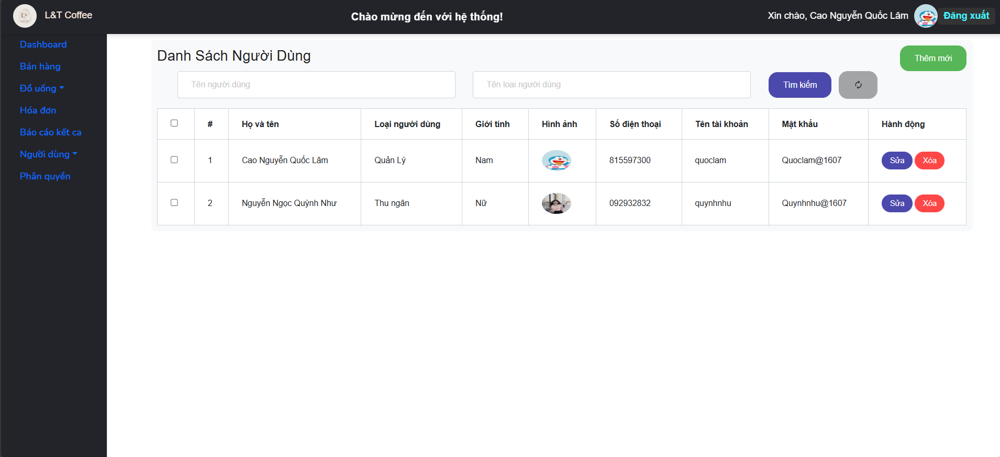 L&T Coffee
Chào mừng đến với hệ thống!
Xin chào, Cao Nguyễn Quốc Lâm
Đăng xuất
Dashboard
Bán hàng
Đồ uống
Hóa đơn
Báo cáo kết ca
Người dùng
Phân quyền
Danh Sách Người Dùng
Thêm mới
Tên người dùng
Tên loại người dùng
Tìm kiếm
# Họ và tên Loại người dùng Giới tính Hình ảnh Số điện thoại Tên tài khoản Mật khẩu Hành động
1 Cao Nguyễn Quốc Lâm Quản Lý Nam 815597300 quoclam Quoclam@1607 Sửa Xóa
2 Nguyễn Ngọc Quỳnh Như Thu ngân Nữ 092932832 quynhnhu Quynhnhu@1607 Sửa Xóa